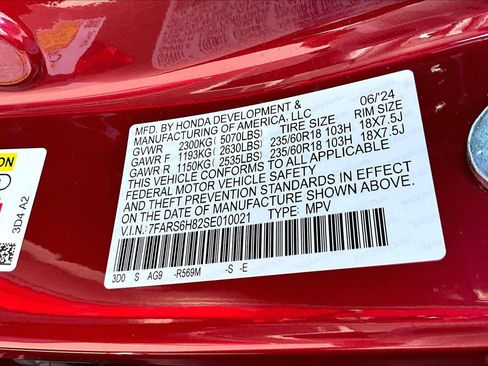 MFD. BY HONDA DEVELOPMENT & 06/'24
MANUFACTURING OF AMERICA, LLC
GVWR 2300KG(5070LBS) TIRE SIZE RIM SIZE
GAWR F 1193KG(2630LBS) 235/60R18 103H 18X7.5J
GAWR R 1150KG(2535LBS) 235/60R18 103H 18X7.5J
THIS VEHICLE CONFORMS TO ALL APPLICABLE
FEDERAL MOTOR VEHICLE SAFETY AND
THEFT PREVENTION STANDARDS IN EFFECT
ON THE DATE OF MANUFACTURE SHOWN ABOVE.
V.I.N.: 7FARS6H82SE010021 TYPE: MPV
3D0 S AG9 -R569M -S -E
3D4 A2